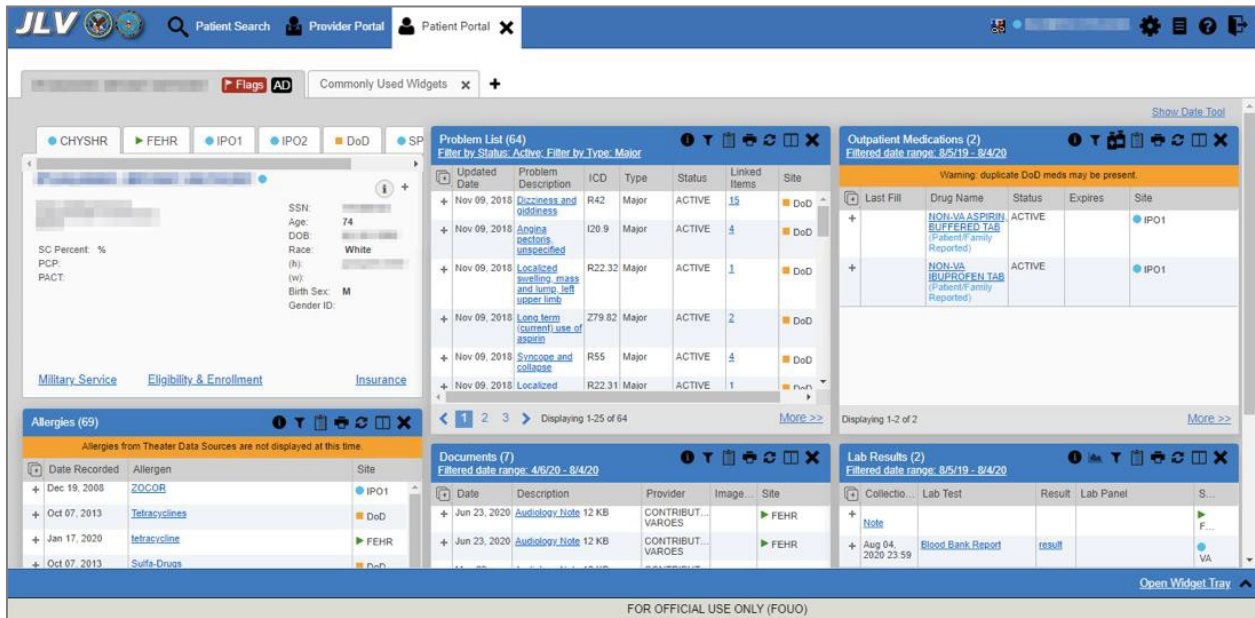 JLV Patient Search Provider Portal Patient Portal
Flags AD Commonly Used Widgets x +
Show Date Tool
CHYSHR FEHR IPO1 IPO2 DoD SP
SSN:
Age: 74
DOB:
SC Percent: % Race: White
PCP: (h):
PACT: (w):
Birth Sex: M
Gender ID:
Military Service Eligibility & Enrollment Insurance
Problem List (64)
Filter by Status: Active; Filter by Type: Major
Updated Date Problem Description ICD Type Status Linked Items Site
+ Nov 09, 2018 Dizziness and giddiness R42 Major ACTIVE 15 DoD
+ Nov 09, 2018 Angina pectoris, unspecified I20.9 Major ACTIVE 4 DoD
+ Nov 09, 2018 Localized swelling, mass and lump, left upper limb R22.32 Major ACTIVE 1 DoD
+ Nov 09, 2018 Long term (current) use of aspirin Z79.82 Major ACTIVE 2 DoD
+ Nov 09, 2018 Syncope and collapse R55 Major ACTIVE 4 DoD
+ Nov 09, 2018 Localized R22.31 Major ACTIVE 1 DoD
1 2 3 Displaying 1-25 of 64 More >>
Outpatient Medications (2)
Filtered date range: 8/5/19 - 8/4/20
Warning: duplicate DoD meds may be present.
Last Fill Drug Name Status Expires Site
+ NON-VA ASPIRIN, BUFFERED TAB (Patient/Family Reported) ACTIVE IPO1
+ NON-VA IBUPROFEN TAB (Patient/Family Reported) ACTIVE IPO1
Displaying 1-2 of 2 More >>
Allergies (69)
Allergies from Theater Data Sources are not displayed at this time.
Date Recorded Allergen Site
+ Dec 19, 2008 ZOCOR IPO1
+ Oct 07, 2013 Tetracyclines DoD
+ Jan 17, 2020 tetracycline FEHR
+ Oct 07, 2013 Sulfa-Drugs DoD
Documents (7)
Filtered date range: 4/6/20 - 8/4/20
Date Description Provider Image... Site
+ Jun 23, 2020 Audiology Note 12 KB CONTRIBUT... VAROES FEHR
+ Jun 23, 2020 Audiology Note 12 KB CONTRIBUT... VAROES FEHR
Lab Results (2)
Filtered date range: 8/5/19 - 8/4/20
Collectio... Lab Test Result Lab Panel S...
+ Note F...
+ Aug 04, 2020 23:59 Blood Bank Report result VA
Open Widget Tray
FOR OFFICIAL USE ONLY (FOUO)